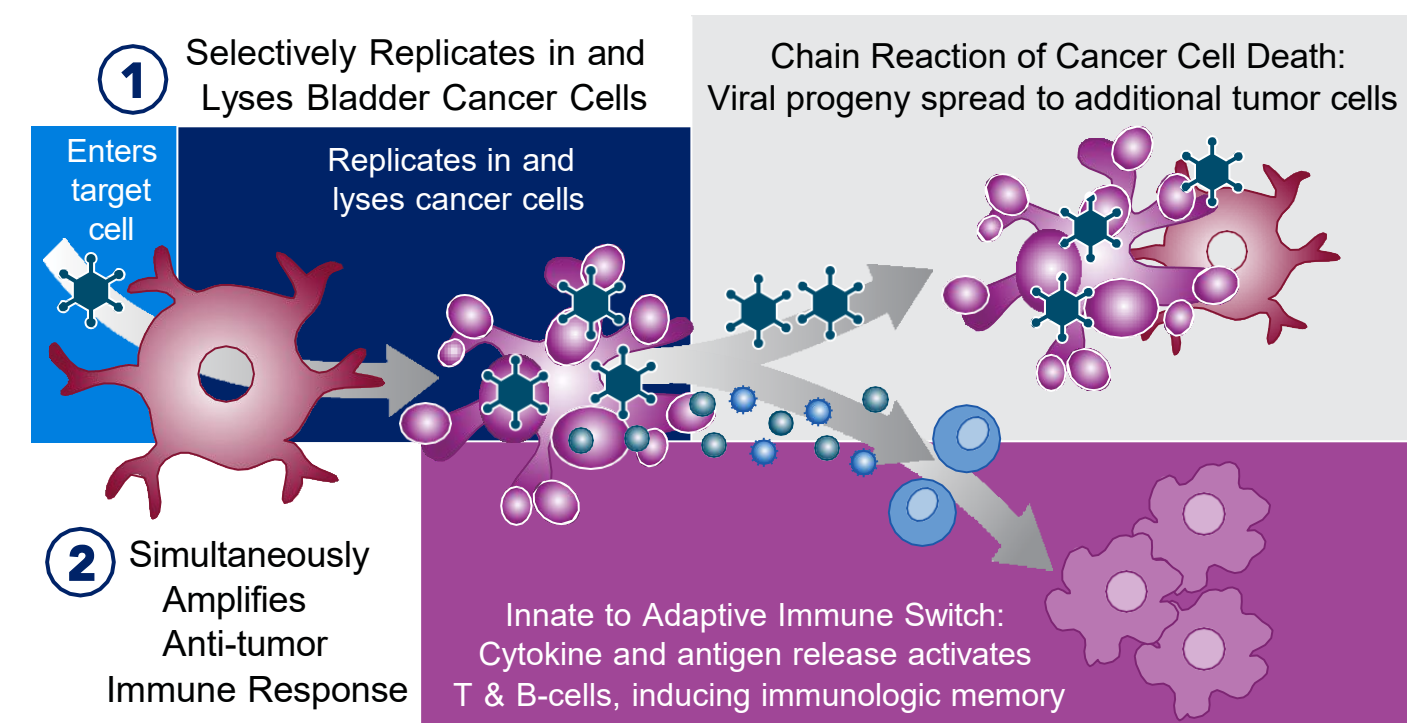 1
Selectively Replicates in and
Lyses Bladder Cancer Cells
Chain Reaction of Cancer Cell Death:
Viral progeny spread to additional tumor cells
Enters
target
cell
Replicates in and
lyses cancer cells
2
Simultaneously
Amplifies
Anti-tumor
Immune Response
Innate to Adaptive Immune Switch:
Cytokine and antigen release activates
T & B-cells, inducing immunologic memory